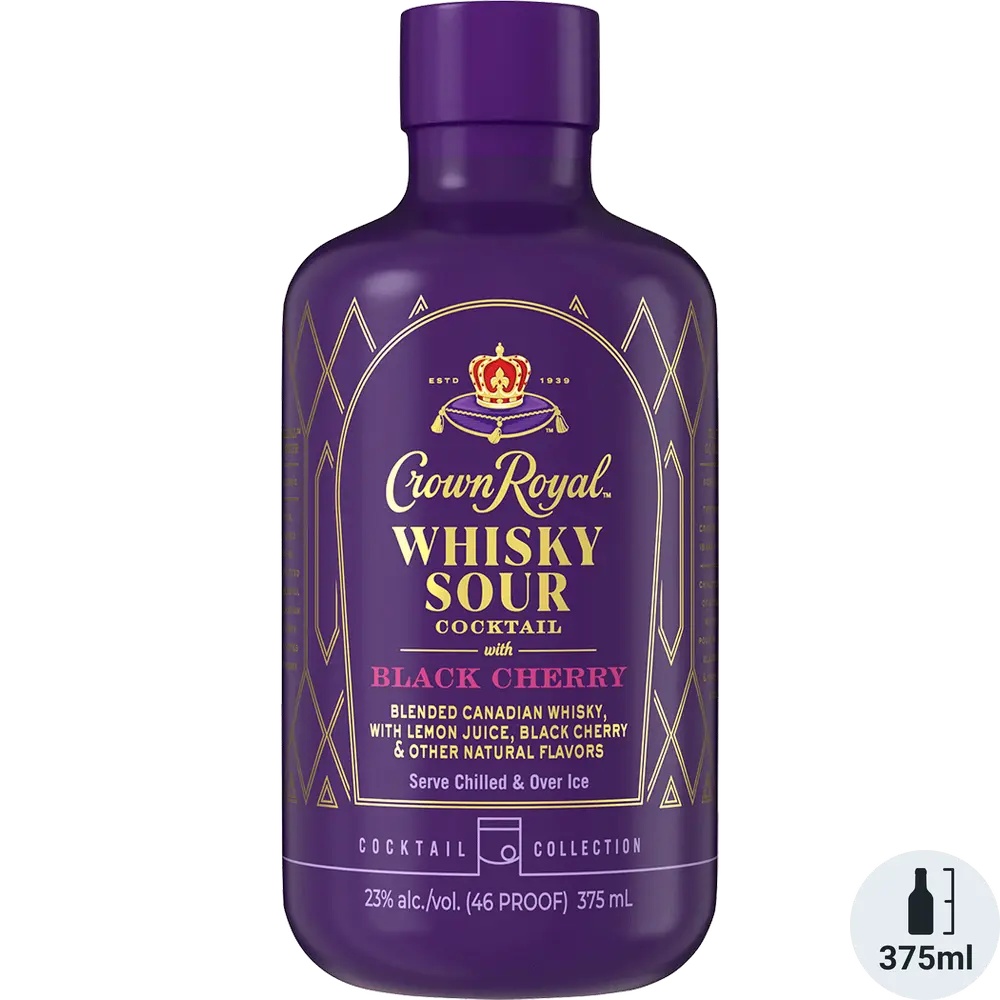 ESTD 1939
Crown Royal™
WHISKY
SOUR
COCKTAIL
with
BLACK CHERRY
BLENDED CANADIAN WHISKY,
WITH LEMON JUICE, BLACK CHERRY
& OTHER NATURAL FLAVORS
Serve Chilled & Over Ice
COCKTAIL COLLECTION
23% alc./vol. (46 PROOF) 375 mL
375ml